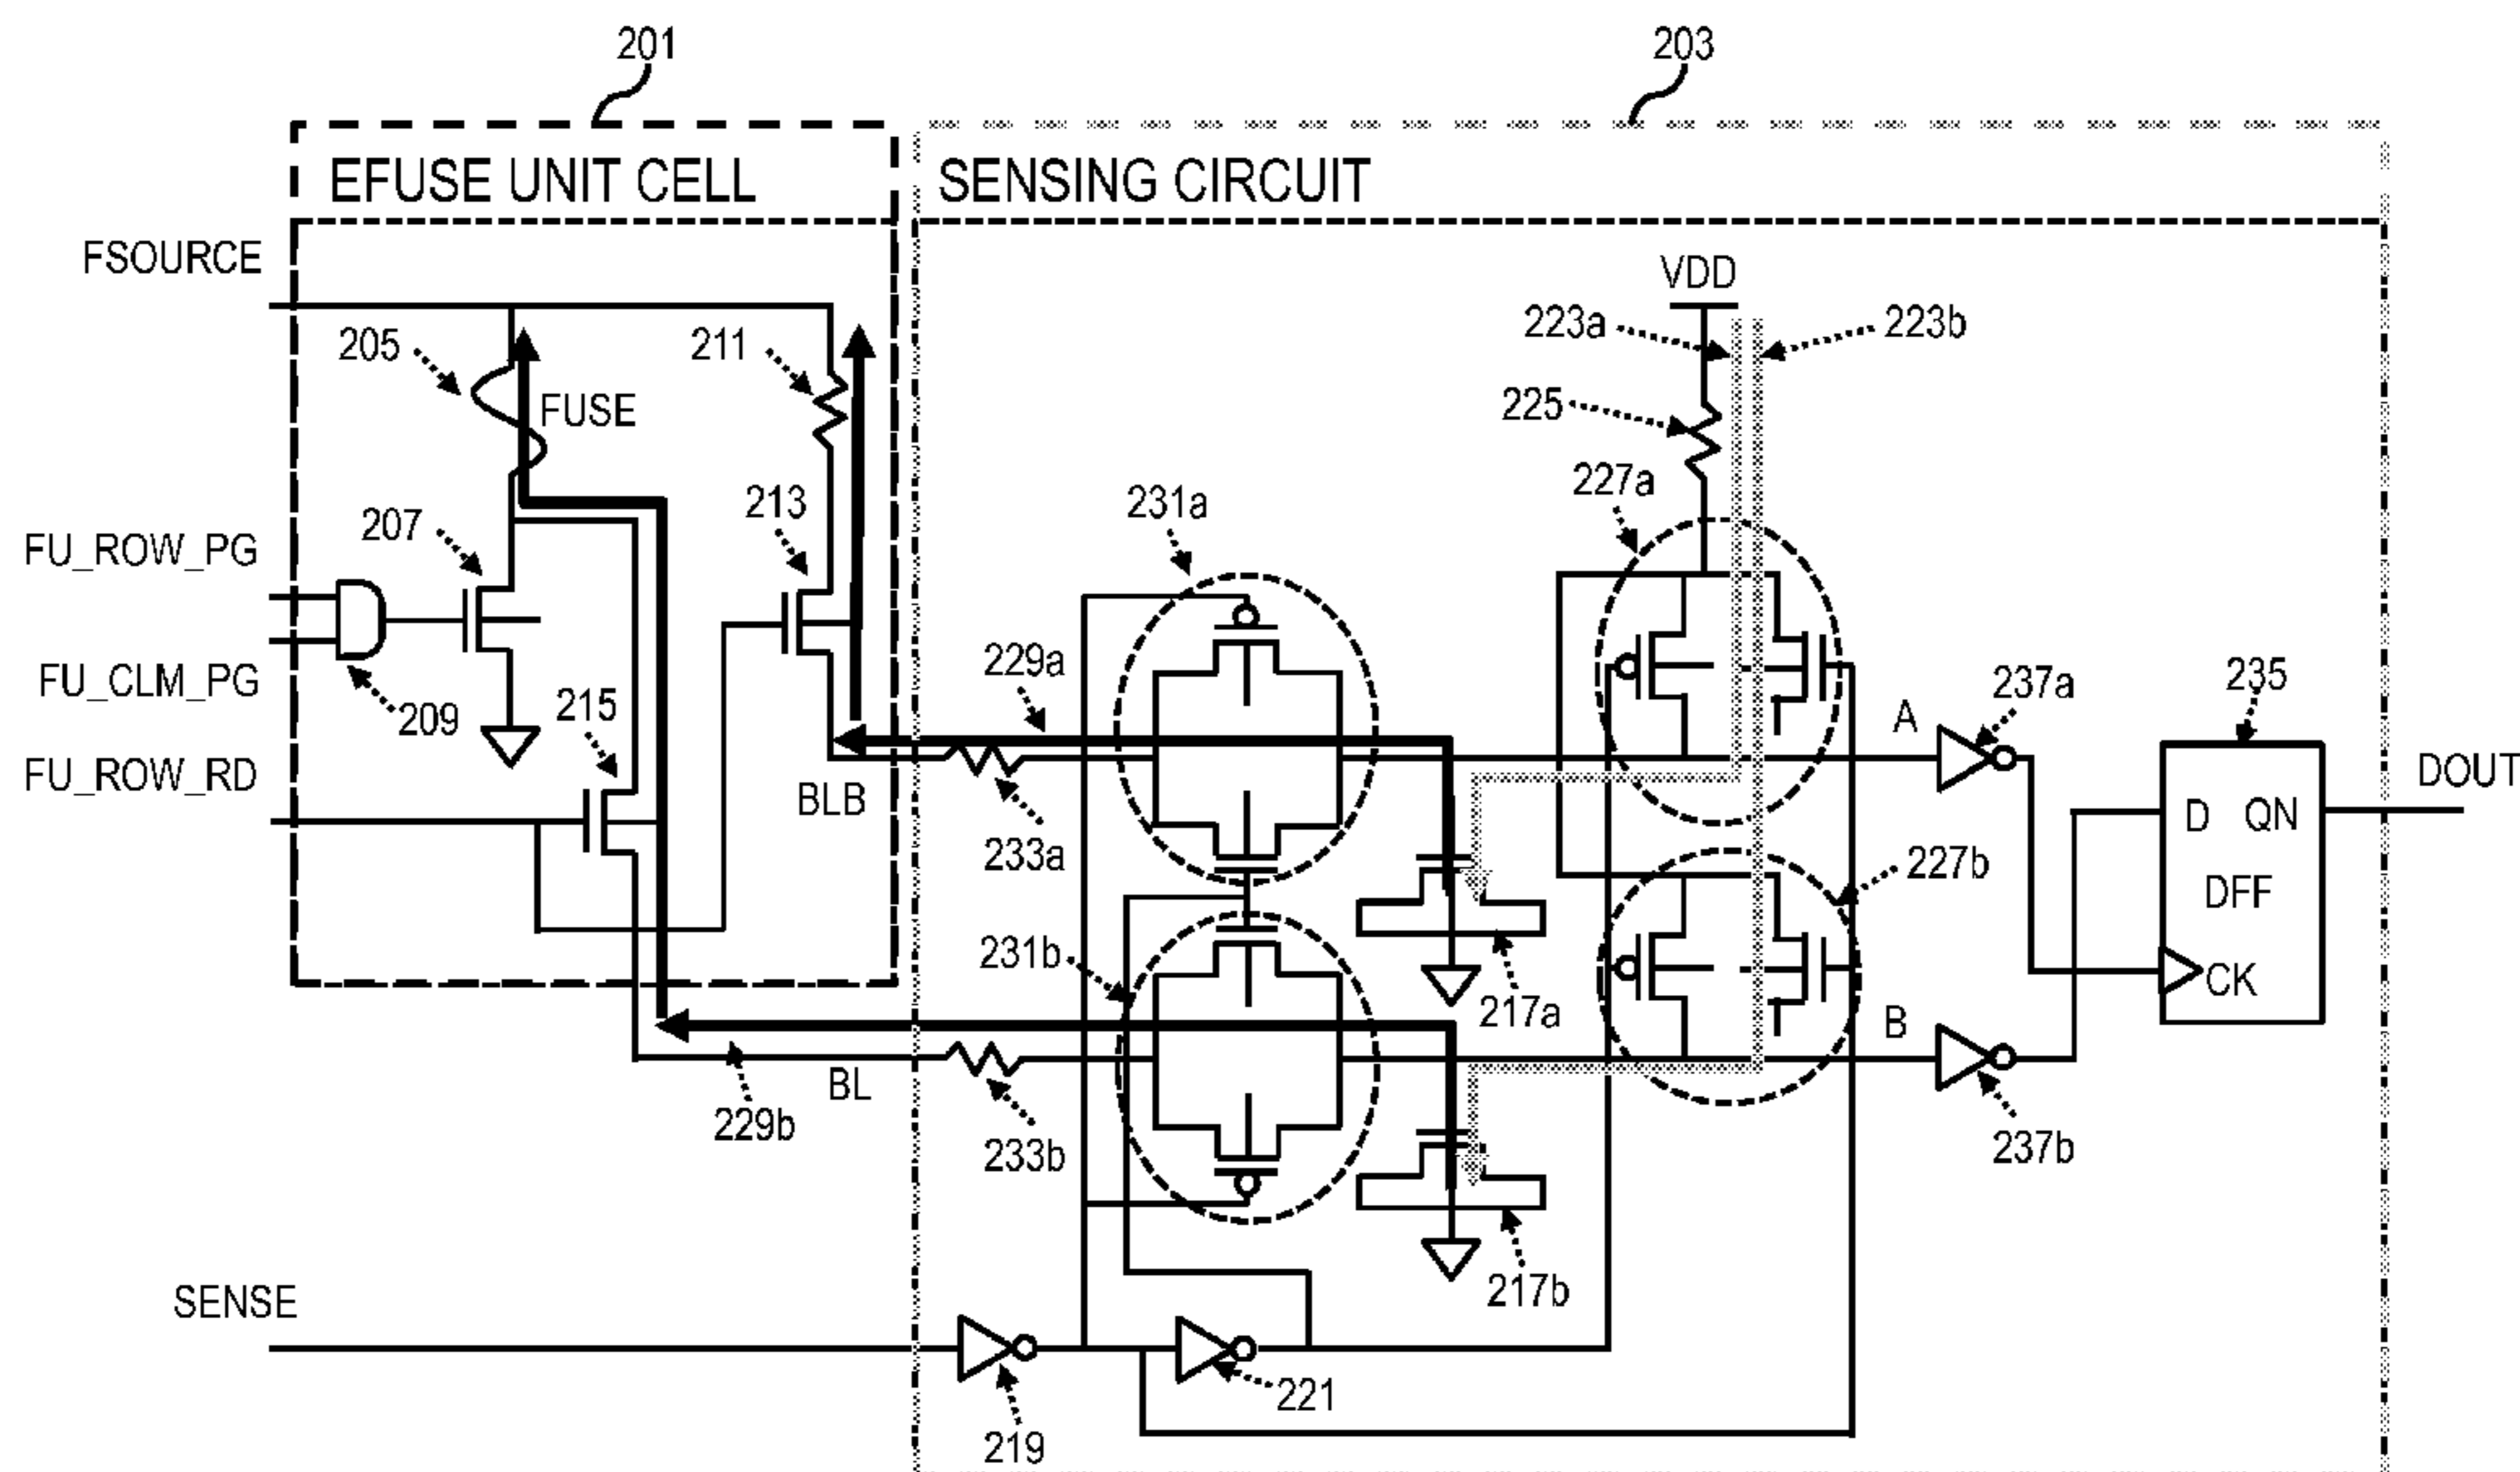 201
203
EFUSE UNIT CELL
SENSING CIRCUIT
FSOURCE
VDD
205
211
223a
223b
FUSE
225
227a
207
213
231a
FU_ROW_PG
FU_CLM_PG
209
215
229a
A
237a
235
FU_ROW_RD
BLB
233a
D QN
DFF
CK
DOUT
227b
231b
217a
B
BL
229b
233b
237b
217b
SENSE
221
219